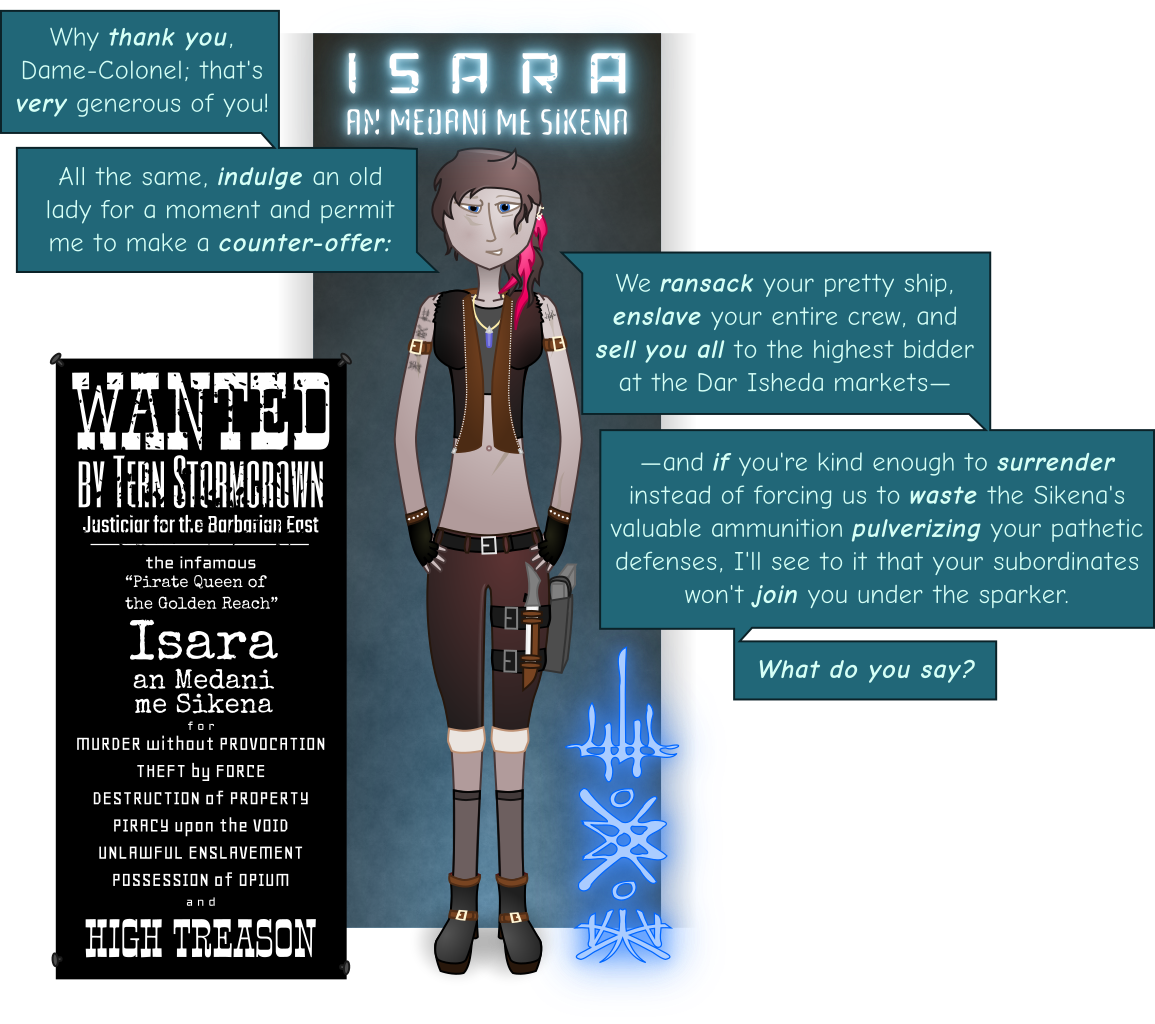 Why thank you,
Dame-Colonel; that's
very generous of you!
ISARA
AN MEDANI ME SIKENA
All the same, indulge an old
lady for a moment and permit
me to make a counter-offer:
We ransack your pretty ship,
enslave your entire crew, and
sell you all to the highest bidder
at the Dar Isheda markets—
—and if you're kind enough to surrender
instead of forcing us to waste the Sikena's
valuable ammunition pulverizing your pathetic
defenses, I'll see to it that your subordinates
won't join you under the sparker.
What do you say?
WANTED
BY TERN STORMCROWN
Justiciar for the Barbarian East
the infamous
“Pirate Queen of
the Golden Reach”
Isara
an Medani
me Sikena
for
MURDER without PROVOCATION
THEFT by FORCE
DESTRUCTION of PROPERTY
PIRACY upon the VOID
UNLAWFUL ENSLAVEMENT
POSSESSION of OPIUM
and
HIGH TREASON